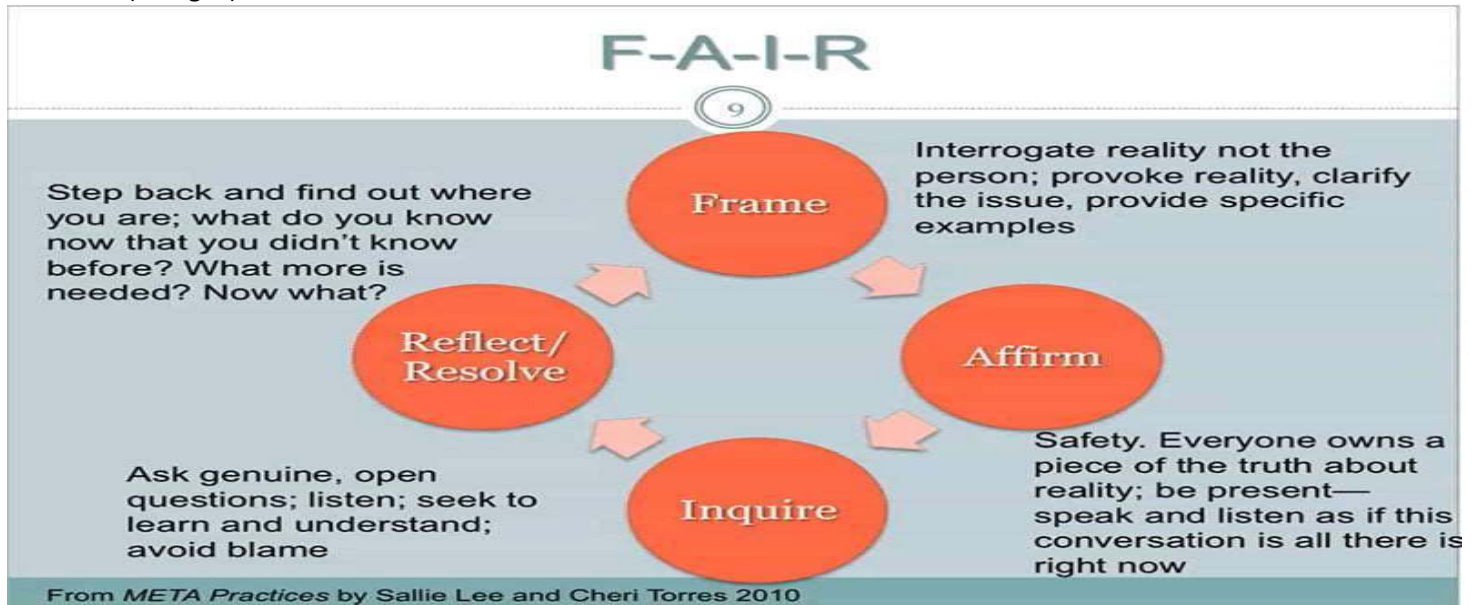 F-A-I-R
9
Frame
Interrogate reality not the
person; provoke reality, clarify
the issue, provide specific
examples
Affirm
Safety. Everyone owns a
piece of the truth about
reality; be present—
speak and listen as if this
conversation is all there is
right now
Inquire
Ask genuine, open
questions; listen; seek to
learn and understand;
avoid blame
Reflect/
Resolve
Step back and find out where
you are; what do you know
now that you didn't know
before? What more is
needed? Now what?
From META Practices by Sallie Lee and Cheri Torres 2010